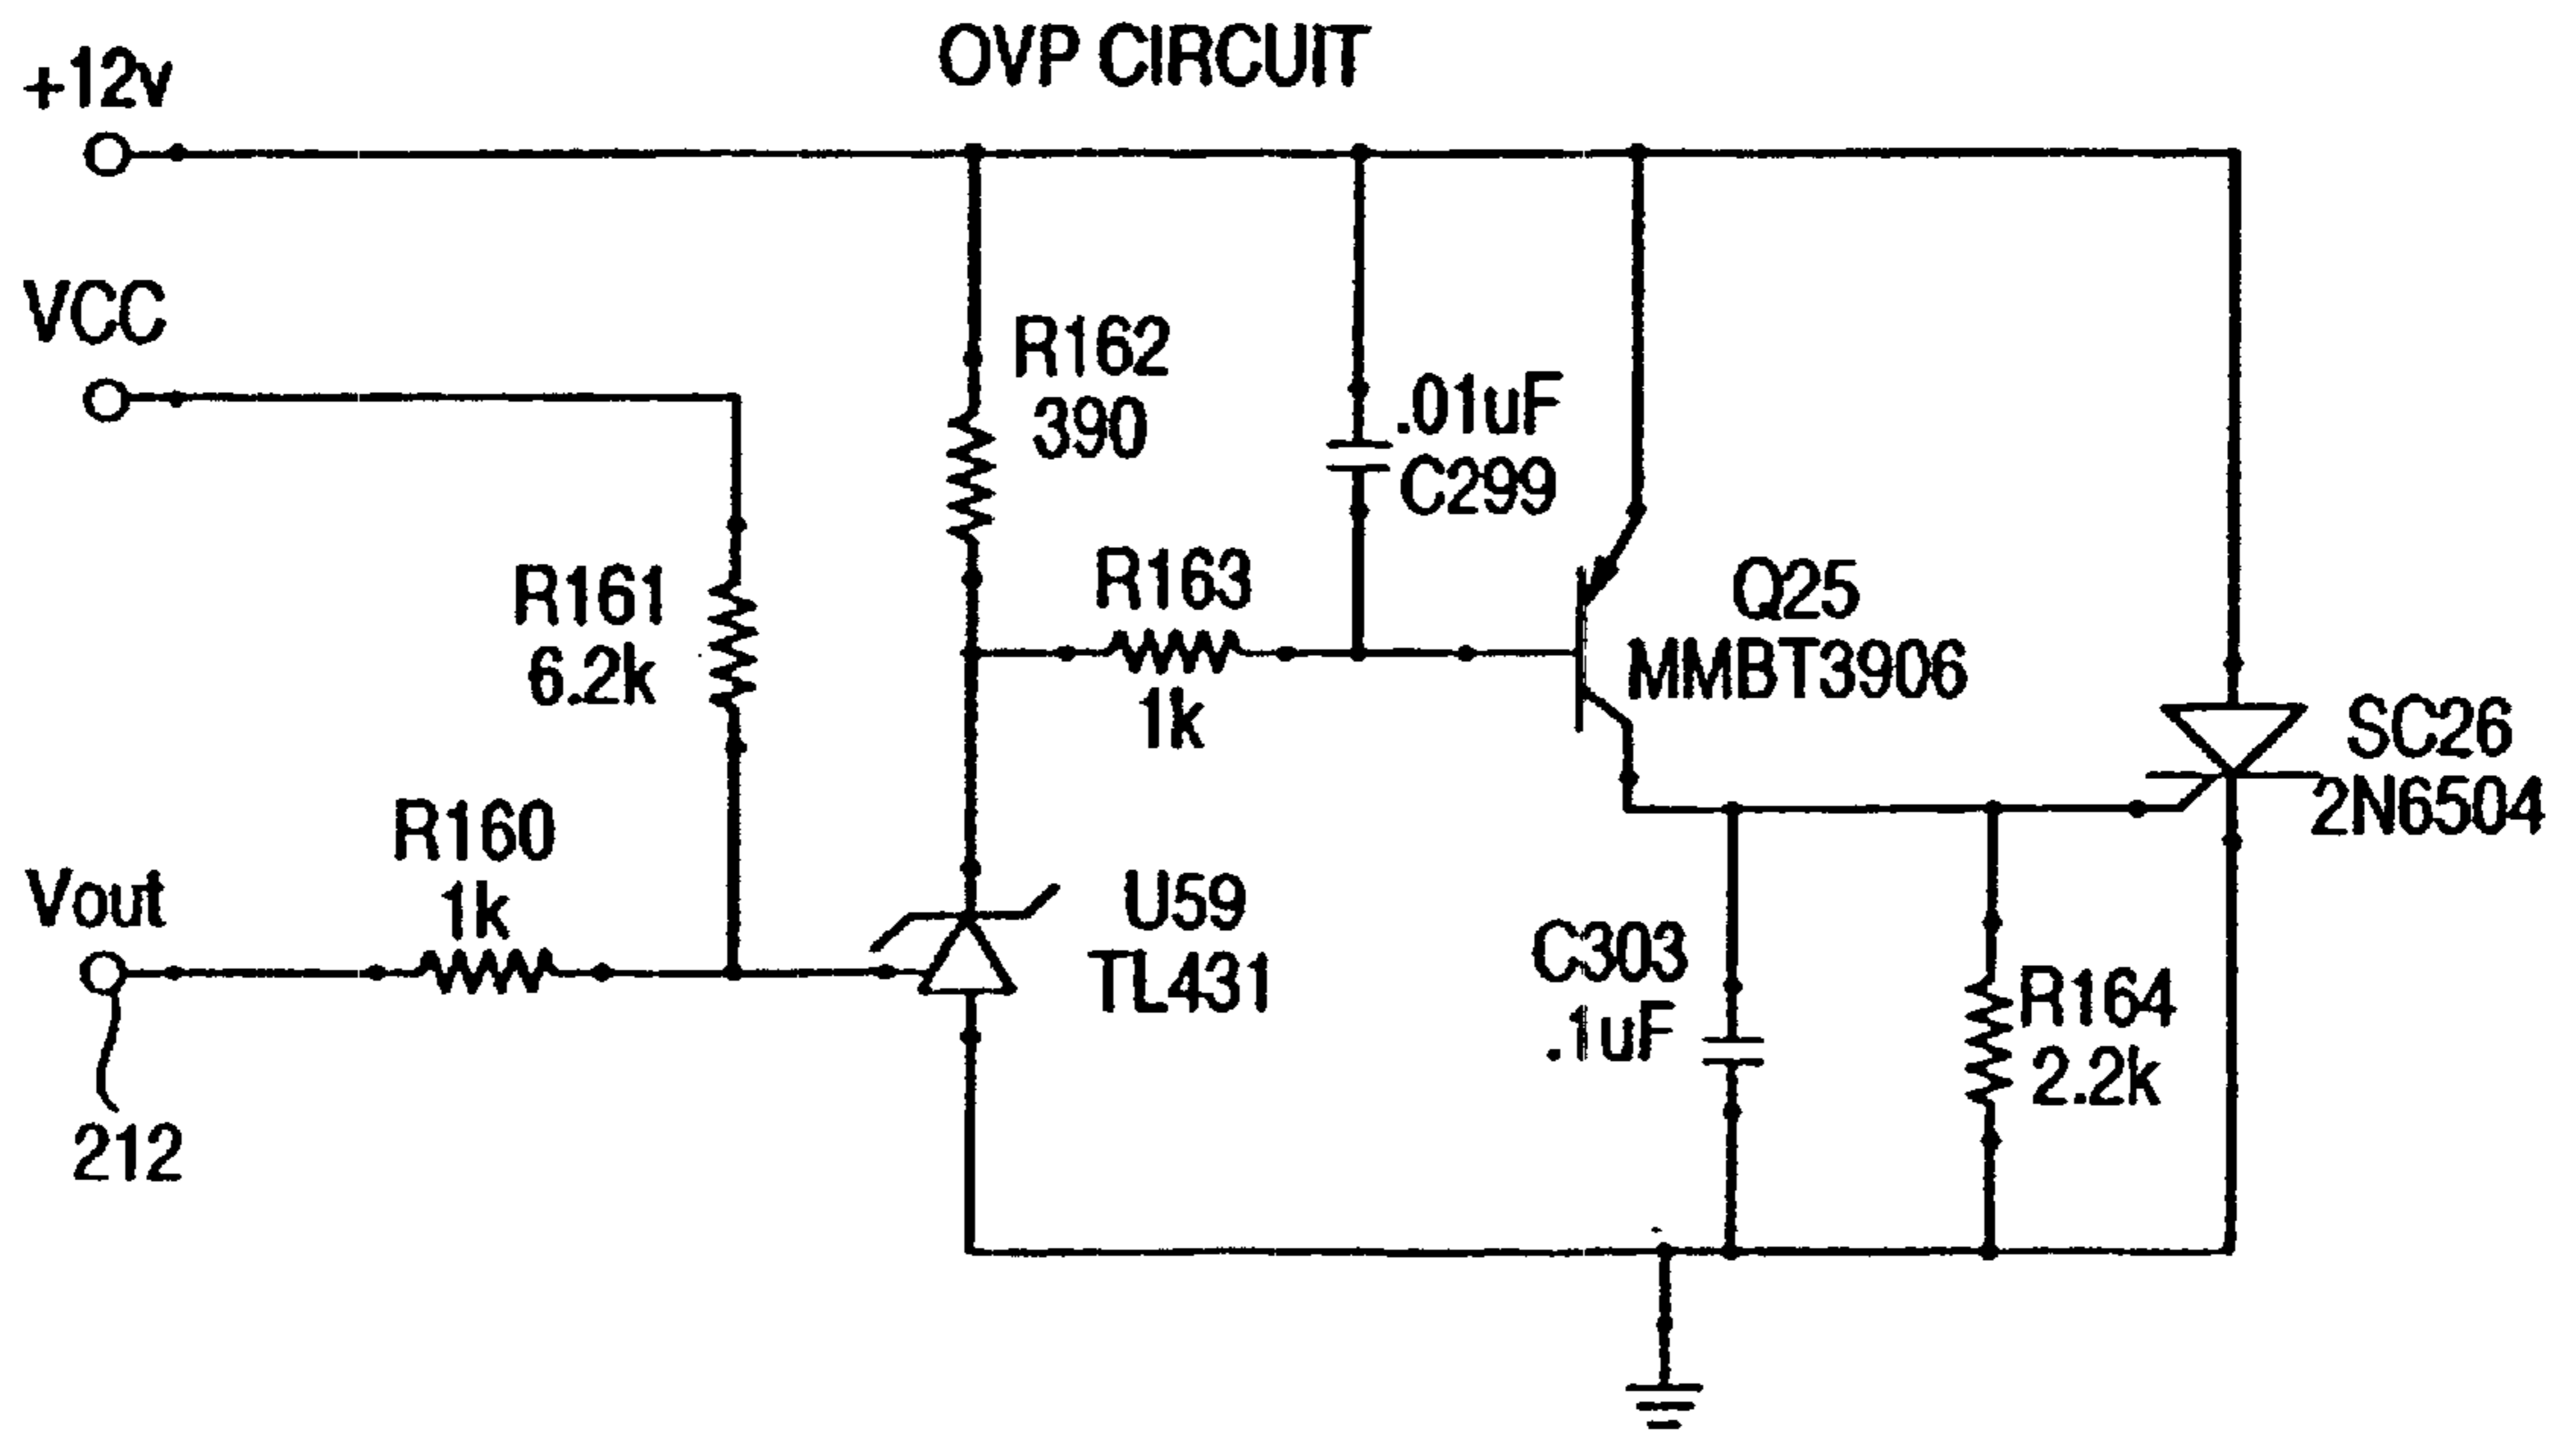 OVP CIRCUIT
+12v
VCC
R162
390
.01uF
C299
R161
6.2k
R163
1k
Q25
MMBT3906
SC26
2N6504
R160
1k
Vout
212
U59
TL431
C303
.1uF
R164
2.2k